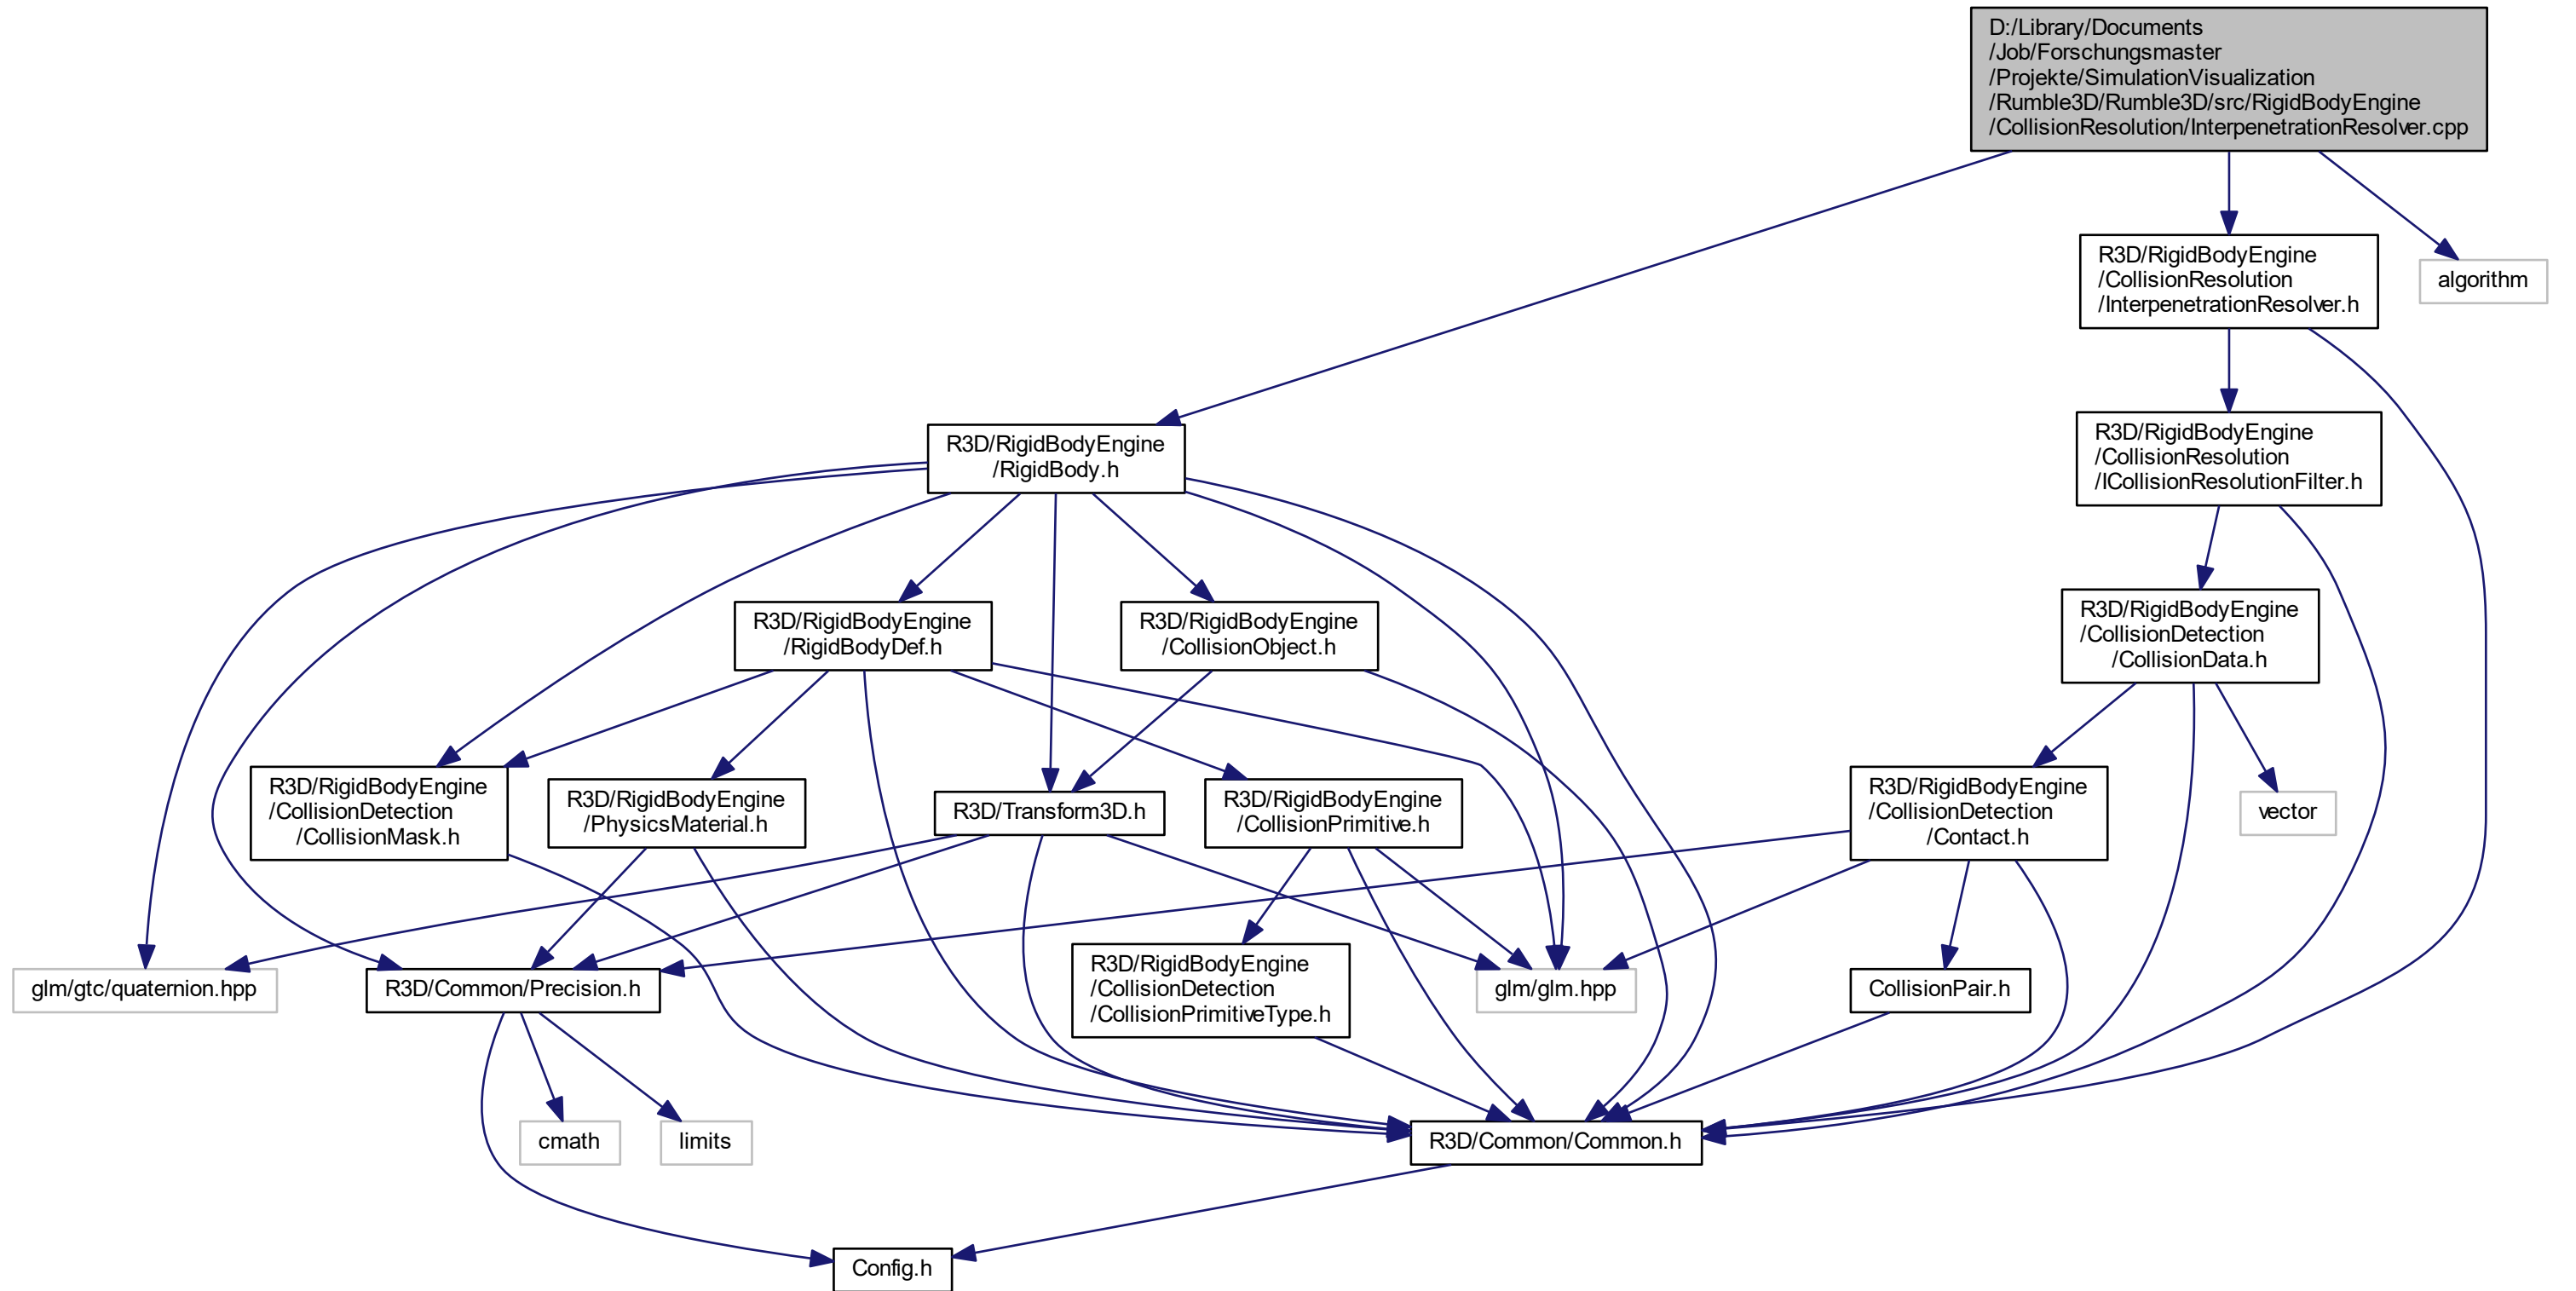 D:/Library/Documents
/Job/Forschungsmaster
/Projekte/SimulationVisualization
/Rumble3D/Rumble3D/src/RigidBodyEngine
/CollisionResolution/InterpenetrationResolver.cpp
R3D/RigidBodyEngine
/CollisionResolution
/InterpenetrationResolver.h
algorithm
R3D/RigidBodyEngine
/RigidBody.h
R3D/RigidBodyEngine
/CollisionResolution
/ICollisionResolutionFilter.h
R3D/RigidBodyEngine
/RigidBodyDef.h
R3D/RigidBodyEngine
/CollisionObject.h
R3D/RigidBodyEngine
/CollisionDetection
/CollisionData.h
R3D/RigidBodyEngine
/CollisionDetection
/CollisionMask.h
R3D/RigidBodyEngine
/PhysicsMaterial.h
R3D/Transform3D.h
R3D/RigidBodyEngine
/CollisionPrimitive.h
R3D/RigidBodyEngine
/CollisionDetection
/Contact.h
vector
glm/gtc/quaternion.hpp
R3D/Common/Precision.h
R3D/RigidBodyEngine
/CollisionDetection
/CollisionPrimitiveType.h
glm/glm.hpp
CollisionPair.h
cmath
limits
R3D/Common/Common.h
Config.h